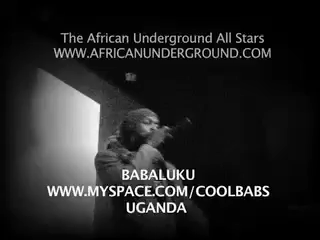 The African Underground All Stars
WWW.AFRICANUNDERGROUND.COM
BABALUKU
WWW.MYSPACE.COM/COOLBABS
UGANDA